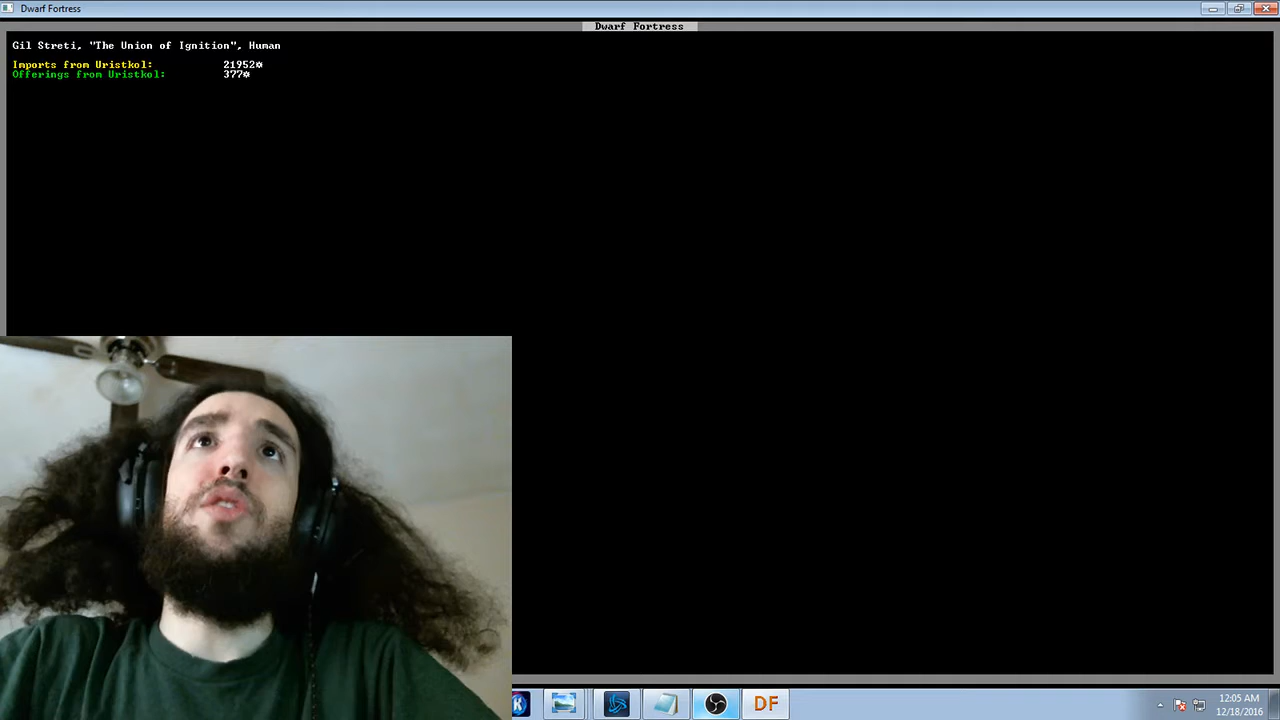 Dwarf Fortress
Dwarf Fortress
Gil Streti, "The Union of Ignition", Human
Imports from Uristkol: 21952☼
Offerings from Uristkol: 377☼
K
DF
12:05 AM
12/18/2016